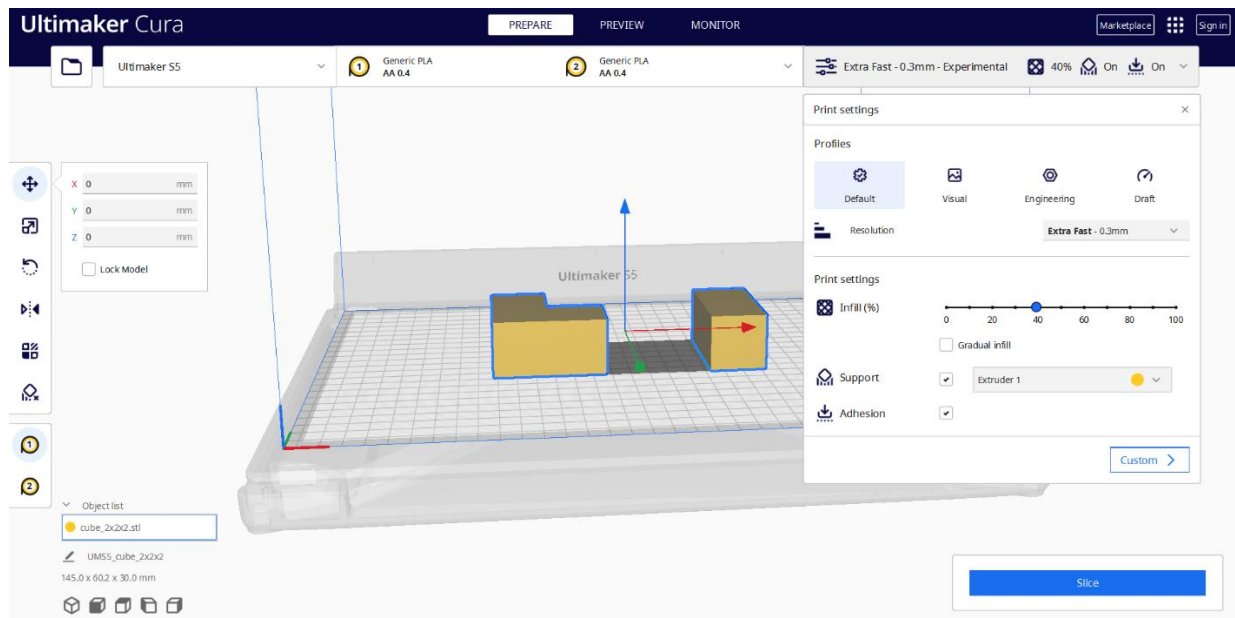 Ultimaker Cura
PREPARE PREVIEW MONITOR
Marketplace Sign in
Ultimaker S5
1 Generic PLA
AA 0.4
2 Generic PLA
AA 0.4
Extra Fast - 0.3mm - Experimental 40% On On
Print settings
Profiles
Default Visual Engineering Draft
Resolution Extra Fast - 0.3mm
Print settings
Infill (%)
0 20 40 60 80 100
Gradual infill
Support Extruder 1
Adhesion
Custom
X 0 mm
Y 0 mm
Z 0 mm
Lock Model
Ultimaker S5
1
2
Object list
cube_2x2x2.stl
UMS5_cube_2x2x2
145.0 x 60.2 x 30.0 mm
Slice